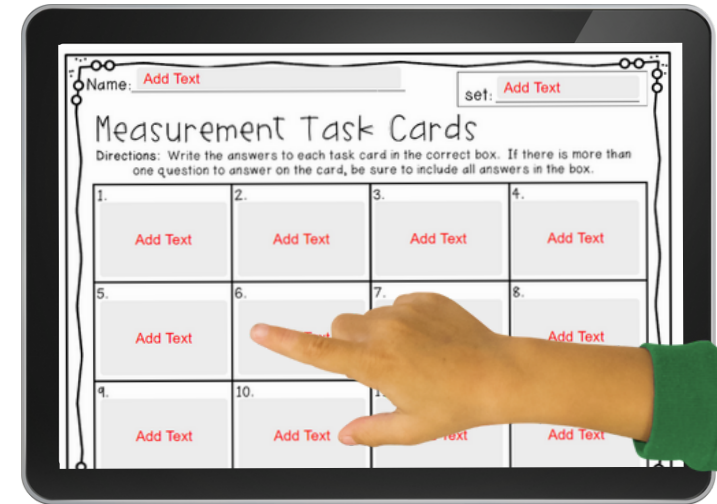 Name: Add Text
set: Add Text
Measurement Task Cards
Directions: Write the answers to each task card in the correct box. If there is more than
one question to answer on the card, be sure to include all answers in the box.
1. 2. 3. 4.
Add Text Add Text Add Text Add Text
5. 6. 7. 8.
Add Text Add Text
9. 10.
Add Text Add Text Text Add Text